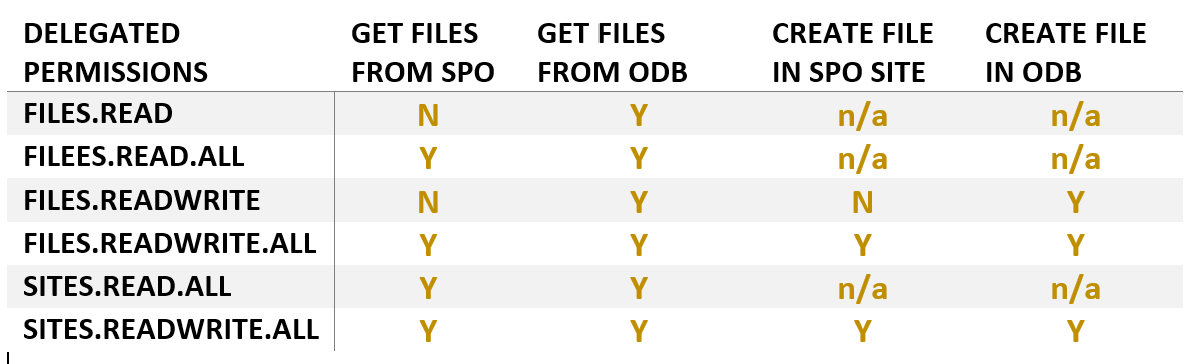 DELEGATED PERMISSIONS GET FILES FROM SPO GET FILES FROM ODB CREATE FILE IN SPO SITE CREATE FILE IN ODB
FILES.READ N Y n/a n/a
FILEES.READ.ALL Y Y n/a n/a
FILES.READWRITE N Y N Y
FILES.READWRITE.ALL Y Y Y Y
SITES.READ.ALL Y Y n/a n/a
SITES.READWRITE.ALL Y Y Y Y